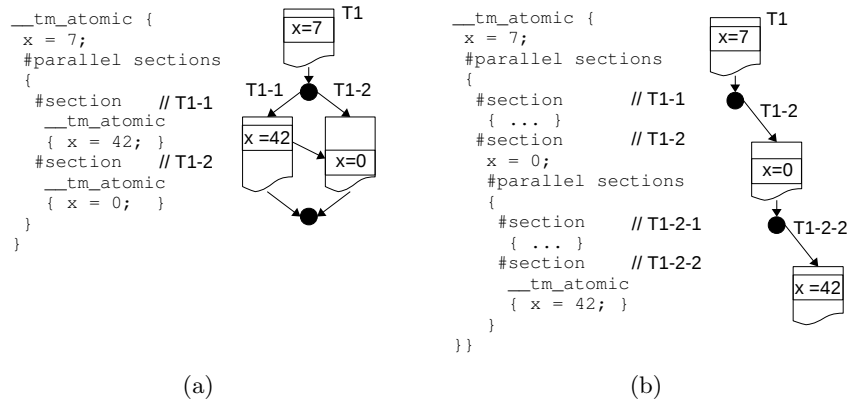 __tm_atomic {
x = 7;
#parallel sections
{
#section // T1-1
__tm_atomic
{ x = 42; }
#section // T1-2
__tm_atomic
{ x = 0; }
}
}
T1
x=7
T1-1 T1-2
x =42
x=0
(a)
__tm_atomic {
x = 7;
#parallel sections
{
#section // T1-1
{ ... }
#section // T1-2
x = 0;
#parallel sections
{
#section // T1-2-1
{ ... }
#section // T1-2-2
__tm_atomic
{ x = 42; }
}
}}
T1
x=7
T1-2
x=0
T1-2-2
x =42
(b)